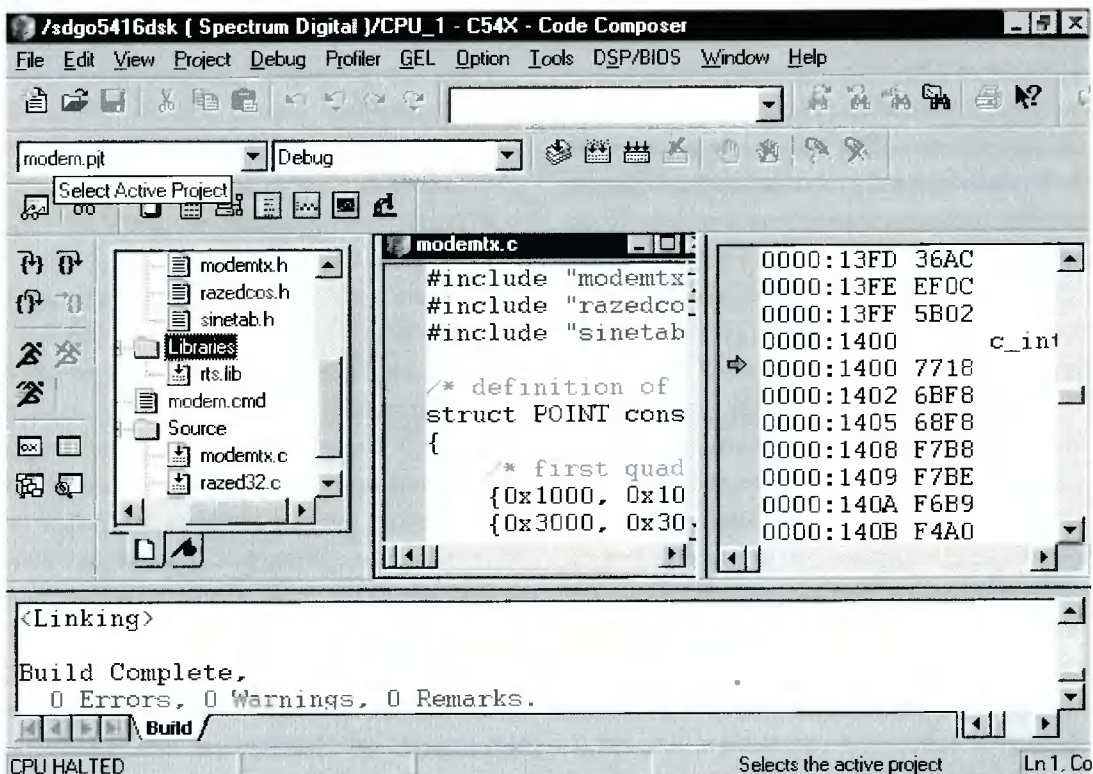 /sdgo5416dsk ( Spectrum Digital )/CPU_1 - C54X - Code Composer
File Edit View Project Debug Profiler GEL Option Tools DSP/BIOS Window Help
modem.pjt Debug
Select Active Project
modemtx.h
razedcos.h
sinetab.h
Libraries
rts.lib
modem.cmd
Source
modemtx.c
razed32.c
modemtx.c
#include "modemtx
#include "razedco
#include "sinetab
/* definition of
struct POINT cons
{
/* first quad
{0x1000, 0x10
{0x3000, 0x30
0000:13FD 36AC
0000:13FE EF0C
0000:13FF 5B02
0000:1400 c_int
0000:1400 7718
0000:1402 6BF8
0000:1405 68F8
0000:1408 F7B8
0000:1409 F7BE
0000:140A F6B9
0000:140B F4A0
<Linking>
Build Complete,
0 Errors, 0 Warnings, 0 Remarks.
Build
CPU HALTED Selects the active project Ln 1, Co